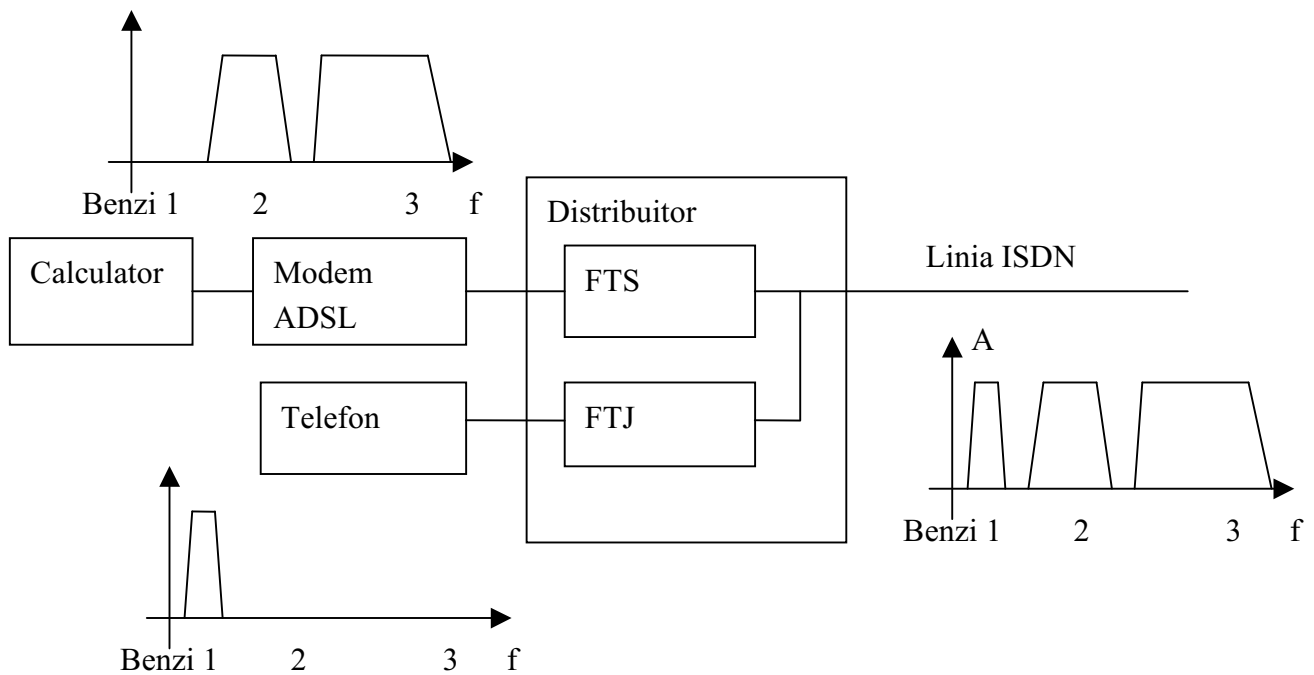 Benzi 1 2 3 f
Distribuitor
Calculator
Modem
ADSL
FTS
Linia ISDN
A
Telefon
FTJ
Benzi 1 2 3 f
Benzi 1 2 3 f